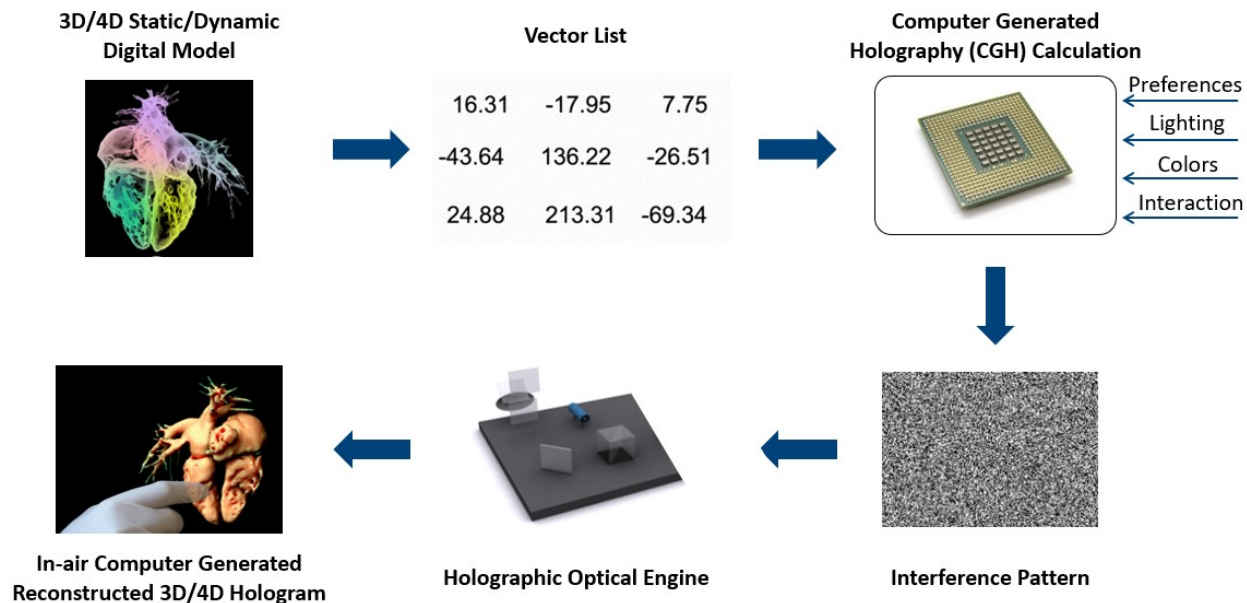 3D/4D Static/Dynamic
Digital Model
Vector List
16.31 -17.95 7.75
-43.64 136.22 -26.51
24.88 213.31 -69.34
Computer Generated
Holography (CGH) Calculation
Preferences
Lighting
Colors
Interaction
In-air Computer Generated
Reconstructed 3D/4D Hologram
Holographic Optical Engine
Interference Pattern